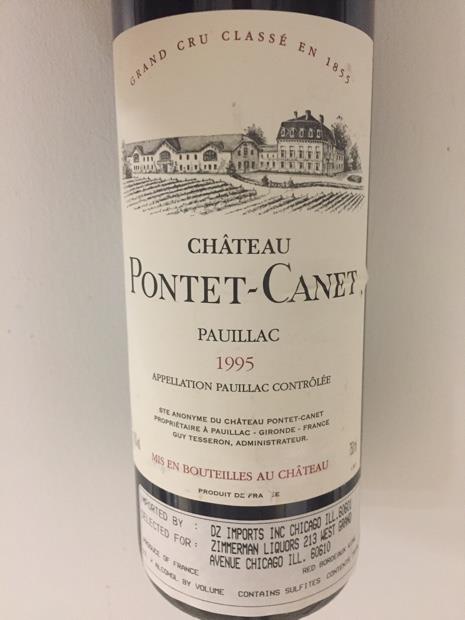 GRAND CRU CLASSÉ EN 1855
CHÂTEAU
PONTET-CANET
PAUILLAC
1995
APPELLATION PAUILLAC CONTRÔLÉE
STE ANONYME DU CHÂTEAU PONTET-CANET
PROPRIÉTAIRE À PAUILLAC - GIRONDE - FRANCE
GUY TESSERON, ADMINISTRATEUR.
MIS EN BOUTEILLES AU CHÂTEAU
PRODUIT DE FRANCE
IMPORTED BY : DZ IMPORTS INC CHICAGO ILL. 60601
SELECTED FOR: ZIMMERMAN LIQUORS 213 WEST GRAND
AVENUE CHICAGO ILL. 60610
PRODUCE OF FRANCE RED BORDEAUX WINE
ALCOHOL BY VOLUME CONTAINS SULFITES